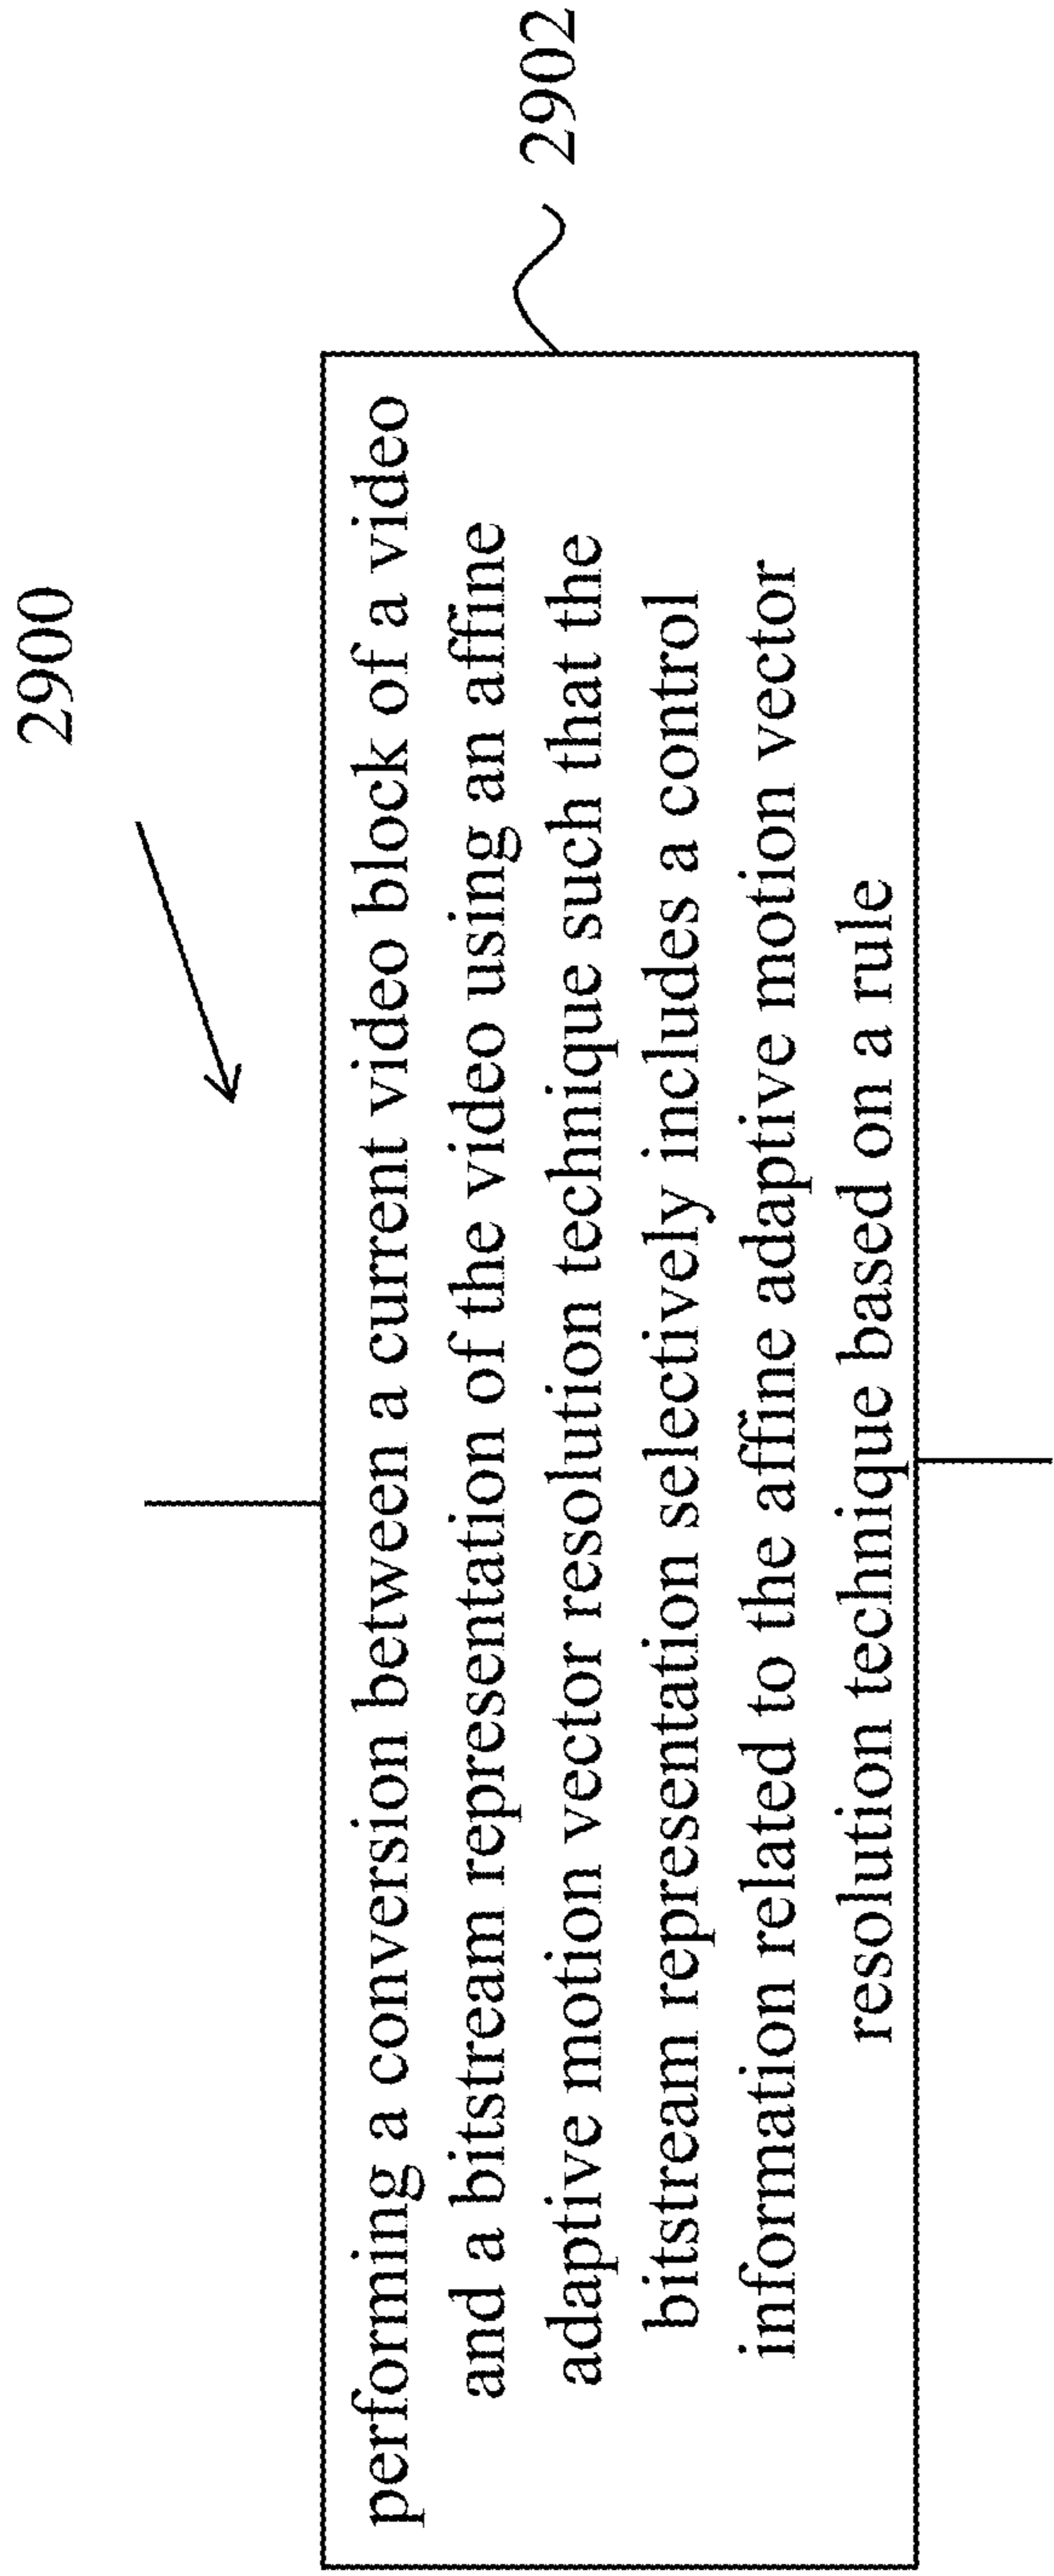 2900
performing a conversion between a current video block of a video
and a bitstream representation of the video using an affine
adaptive motion vector resolution technique such that the
bitstream representation selectively includes a control
information related to the affine adaptive motion vector
resolution technique based on a rule
2902